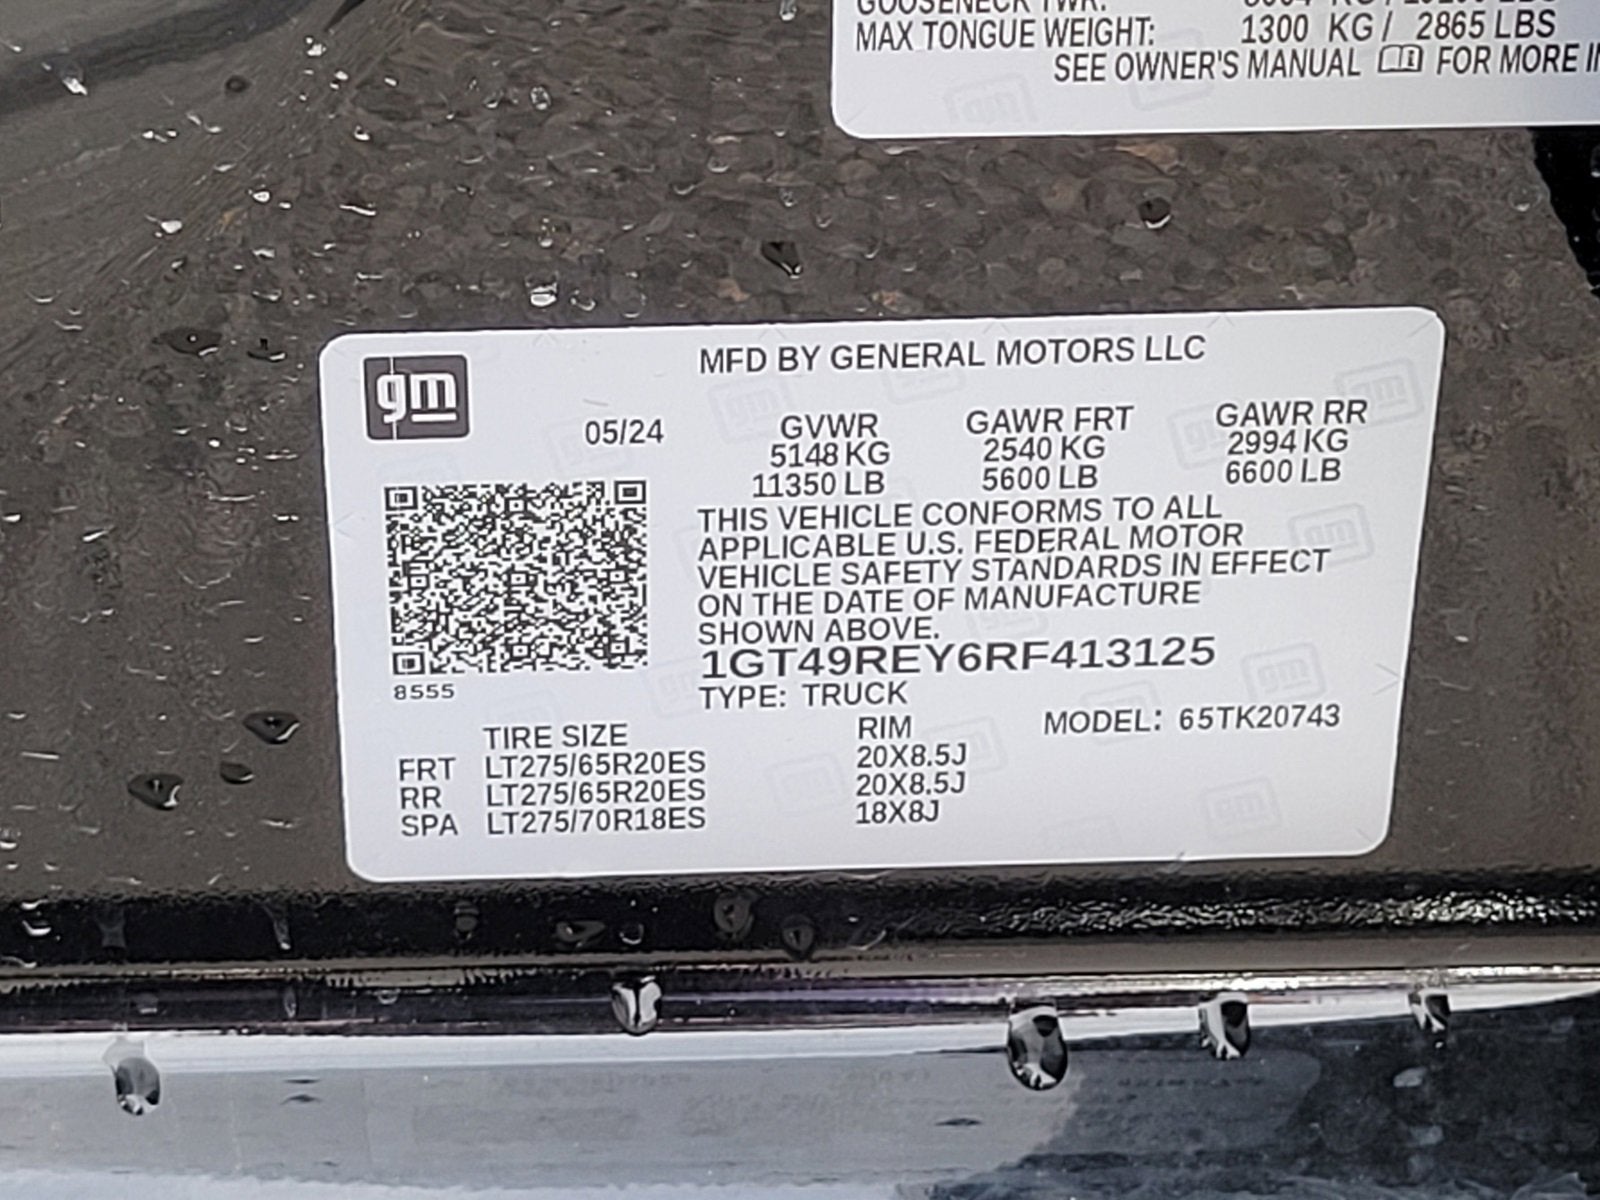 GOOSENECK TWR:
MAX TONGUE WEIGHT: 1300 KG / 2865 LBS
SEE OWNER'S MANUAL FOR MORE
gm
MFD BY GENERAL MOTORS LLC
05/24 GVWR GAWR FRT GAWR RR
5148 KG 2540 KG 2994 KG
11350 LB 5600 LB 6600 LB
THIS VEHICLE CONFORMS TO ALL
APPLICABLE U.S. FEDERAL MOTOR
VEHICLE SAFETY STANDARDS IN EFFECT
ON THE DATE OF MANUFACTURE
SHOWN ABOVE.
1GT49REY6RF413125
8555
TYPE: TRUCK
TIRE SIZE RIM MODEL: 65TK20743
FRT LT275/65R20ES 20X8.5J
RR LT275/65R20ES 20X8.5J
SPA LT275/70R18ES 18X8J